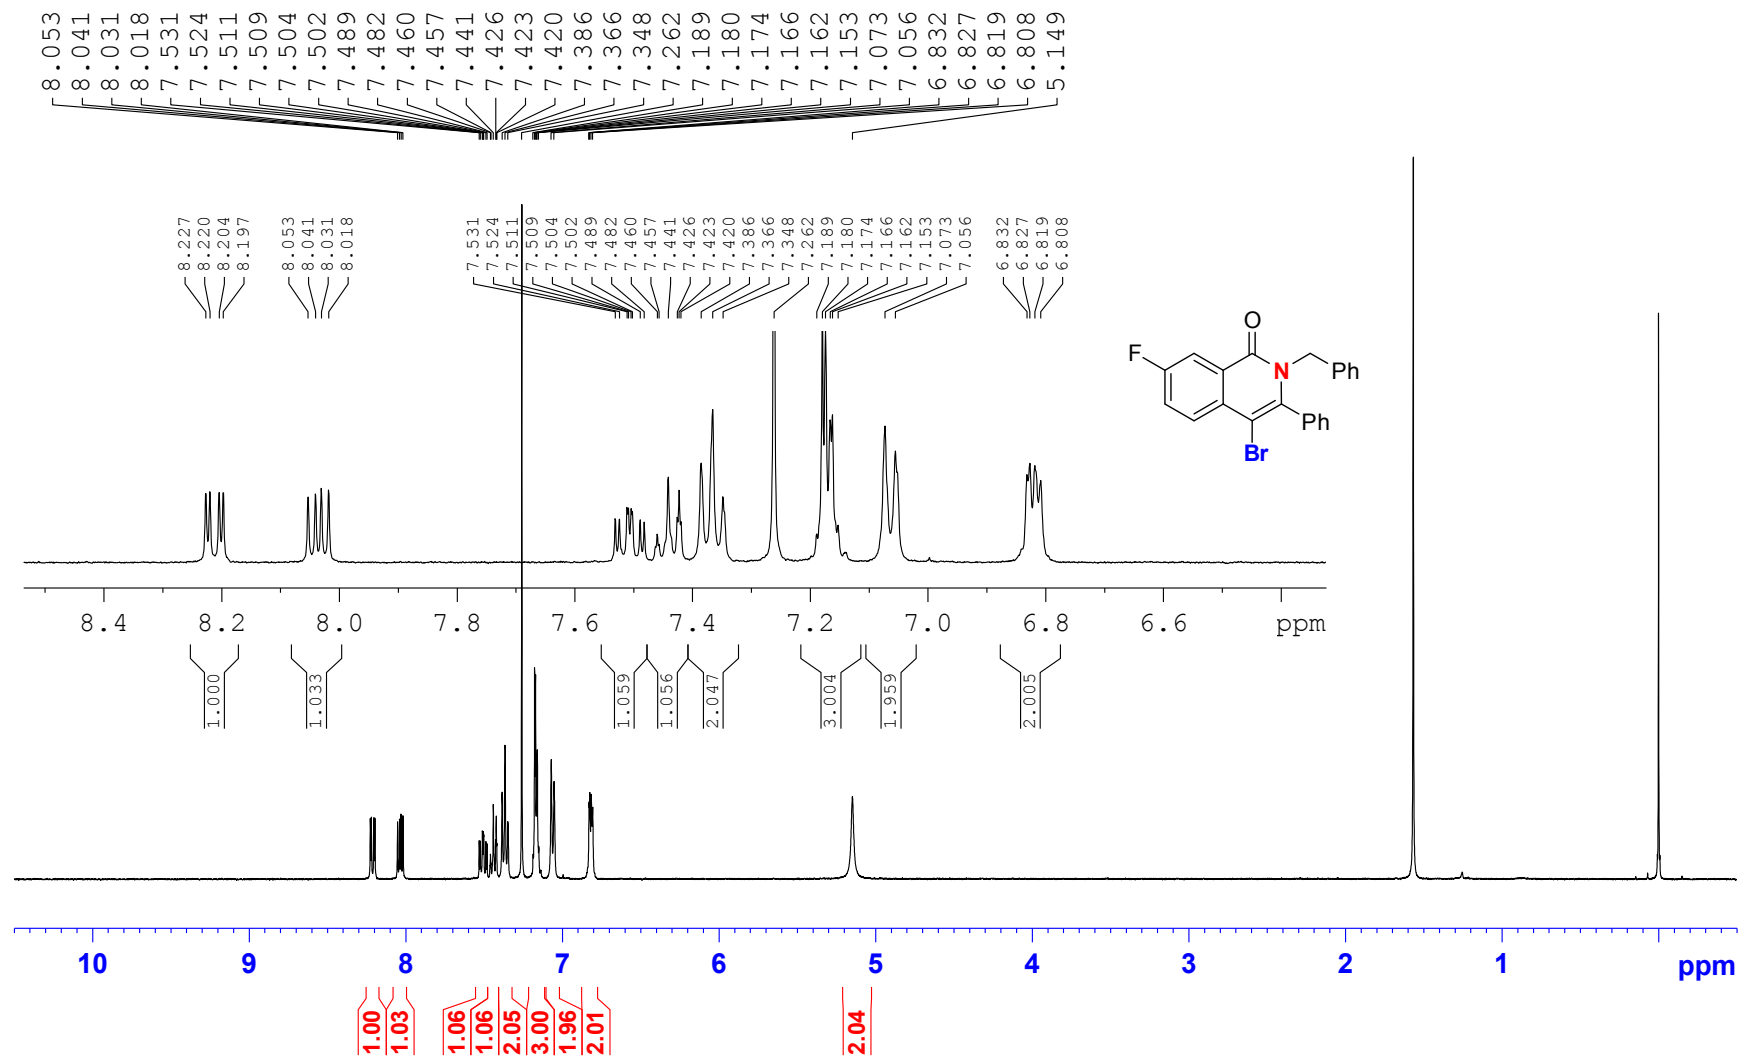 8.053 8.041 8.031 8.018 7.531 7.524 7.511 7.509 7.504 7.502 7.489 7.482 7.460 7.457 7.441 7.426 7.423 7.420 7.386 7.366 7.348 7.262 7.189 7.180 7.174 7.166 7.162 7.153 7.073 7.056 6.832 6.827 6.819 6.808 5.149
8.227 8.220 8.204 8.197 8.053 8.041 8.031 8.018 7.531 7.524 7.511 7.509 7.504 7.502 7.489 7.482 7.460 7.457 7.441 7.426 7.423 7.420 7.386 7.366 7.348 7.262 7.189 7.180 7.174 7.166 7.162 7.153 7.073 7.056 6.832 6.827 6.819 6.808
O
F
N
Ph
Ph
Br
8.4 8.2 8.0 7.8 7.6 7.4 7.2 7.0 6.8 6.6 ppm
1.000 1.033 1.059 1.056 2.047 3.004 1.959 2.005
10 9 8 7 6 5 4 3 2 1 ppm
1.00 1.03 1.06 1.06 2.05 3.00 1.96 2.01 2.04